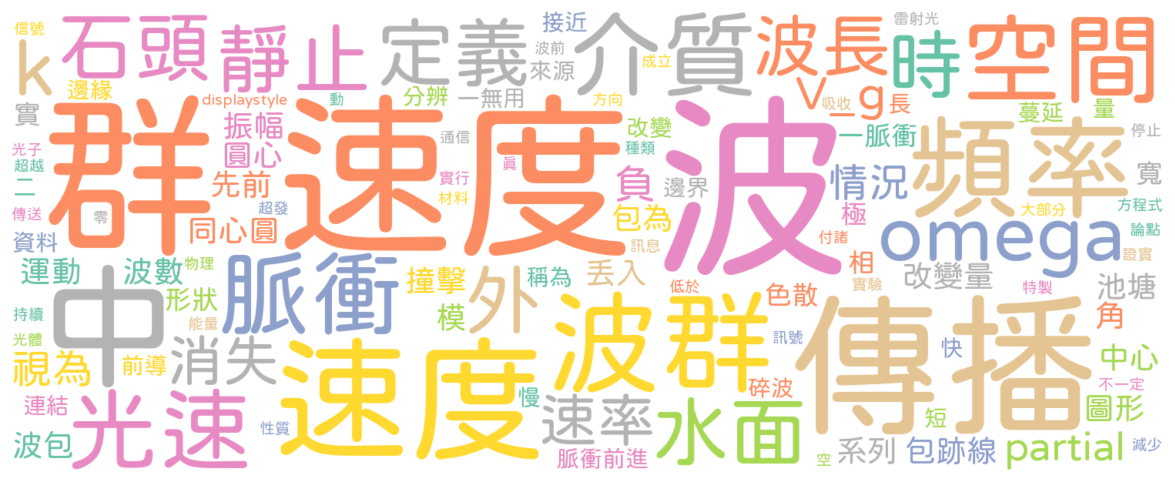 信號
石頭
靜止
定義
接近
波前
來源
介質
成立
波長
雷射光
時
空間
k
邊緣
displaystyle
動
分辨
一無用
方向
V_g
吸收
長
蔓延
量
實
群速度
振幅
圓心
通信
改變
種類
波
一脈衝
頻率
停止
寬
光子
超越
二
先前
實行
材料
真
負
邊界
情況
大部分
方程式
傳送
零
同心圓
超發
包為
極
omega
論點
資料
訊息
付諸
證實
運動
波數
物理
脈衝
撞擊
外
稱為
丟入
低於
相
改變量
池塘
中
形狀
模
色散
實驗
特製
持續
能量
角
光體
視為
前導
消失
速度
波群
訊號
傳播
快
中心
不一定
連結
光速
慢
碎波
短
圖形
波包
性質
速率
水面
脈衝前進
空
系列
包跡線
partial
減少